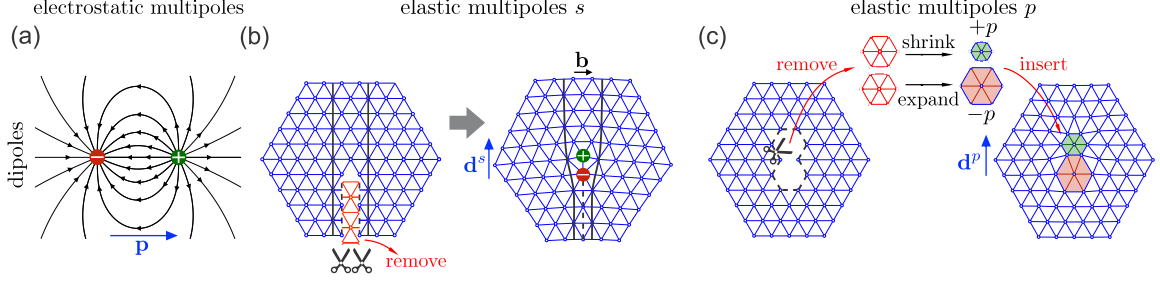 electrostatic multipoles
elastic multipoles s
elastic multipoles p
(a)
(b)
(c)
dipoles
−
+
p
remove
b
d^s
+
−
remove
shrink
expand
+p
−p
insert
d^p